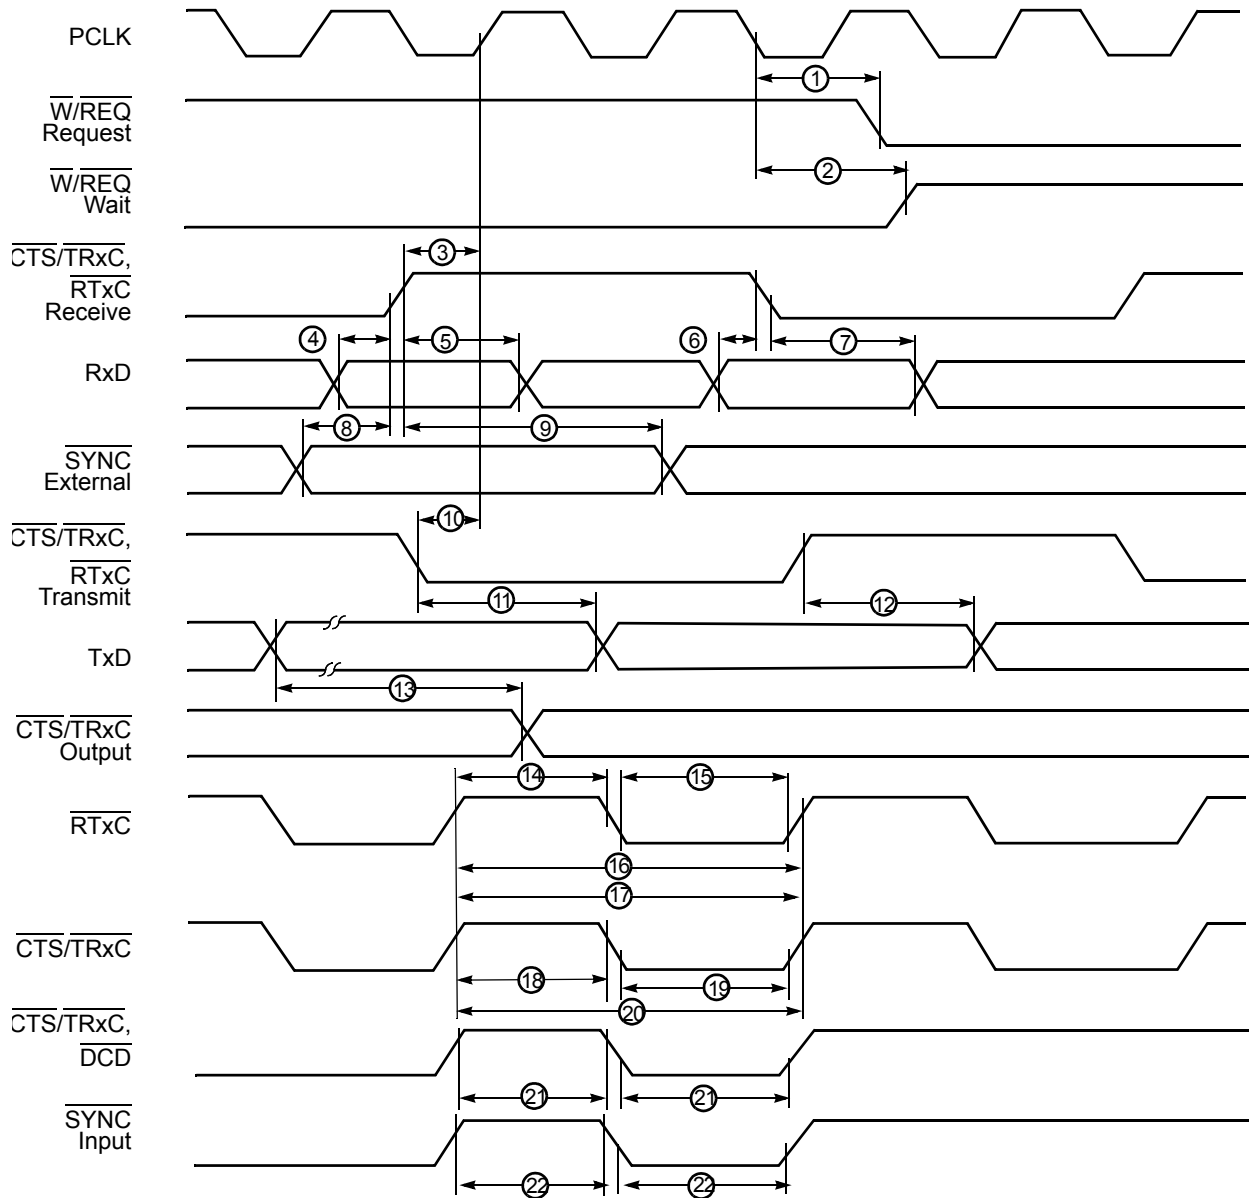 PCLK
1
W/REQ
Request
2
W/REQ
Wait
3
CTS/TRxC,
RTxC
Receive
4
5
6
7
RxD
8
9
SYNC
External
10
CTS/TRxC,
RTxC
Transmit
11
12
TxD
13
CTS/TRxC
Output
14
15
RTxC
16
17
CTS/TRxC
18
19
20
CTS/TRxC,
DCD
21
21
SYNC
Input
22
22